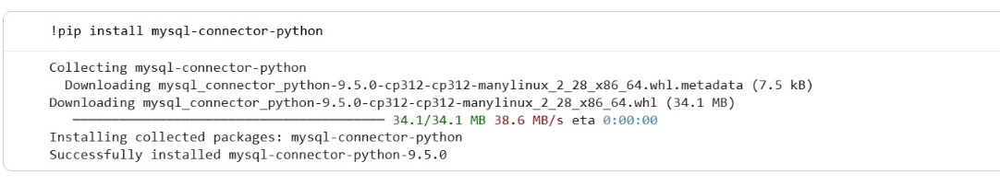 !pip install mysql-connector-python
Collecting mysql-connector-python
Downloading mysql_connector_python-9.5.0-cp312-cp312-manylinux_2_28_x86_64.whl.metadata (7.5 kB)
Downloading mysql_connector_python-9.5.0-cp312-cp312-manylinux_2_28_x86_64.whl (34.1 MB)
34.1/34.1 MB 38.6 MB/s eta 0:00:00
Installing collected packages: mysql-connector-python
Successfully installed mysql-connector-python-9.5.0